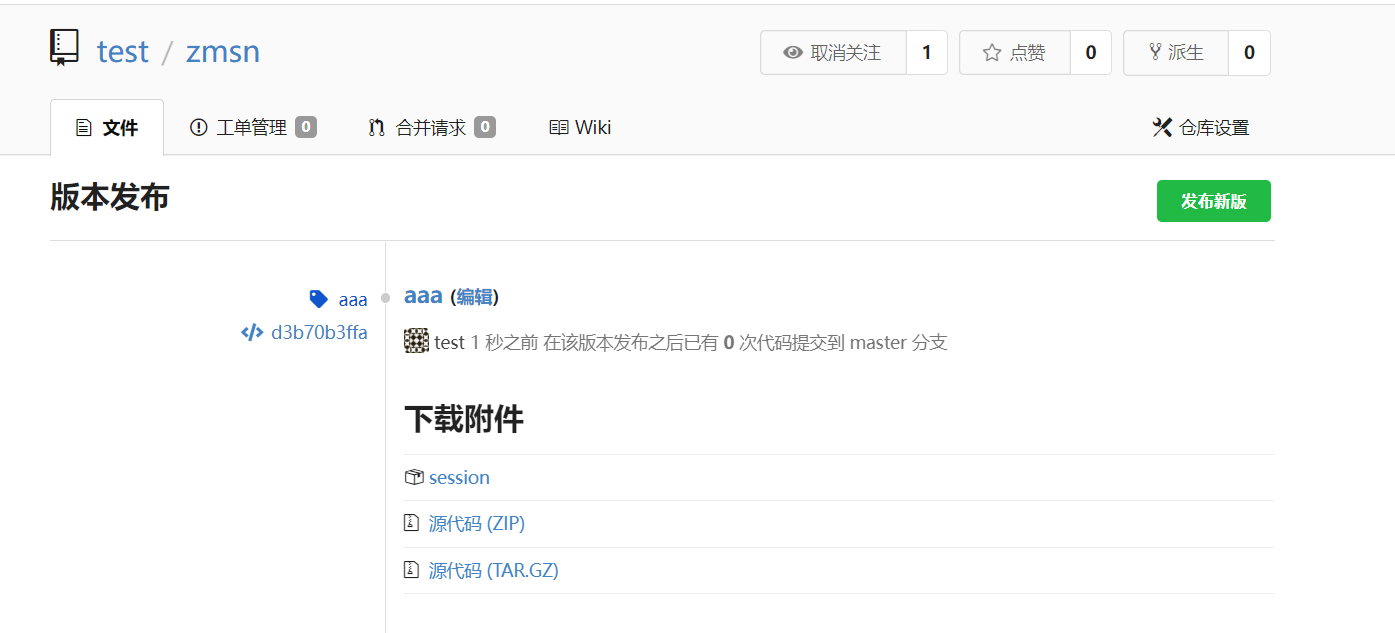 test / zmsn
取消关注 1 点赞 0 派生 0
文件 工单管理 0 合并请求 0 Wiki 仓库设置
版本发布 发布新版
aaa
d3b70b3ffa
aaa (编辑)
test 1 秒之前 在该版本发布之后已有 0 次代码提交到 master 分支
下载附件
session
源代码 (ZIP)
源代码 (TAR.GZ)